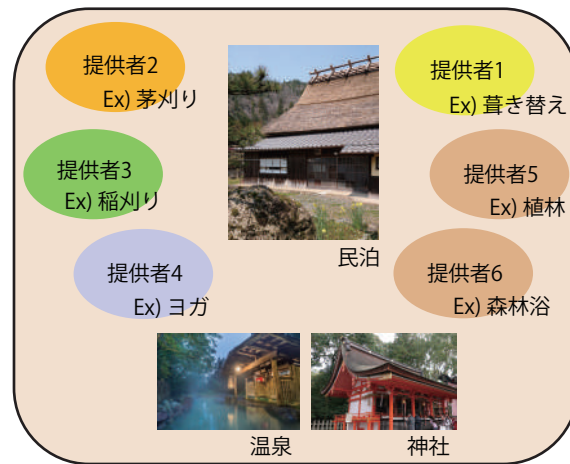 提供者2
Ex) 茅刈り
提供者1
Ex) 葺き替え
提供者3
Ex) 稲刈り
提供者5
Ex) 植林
民泊
提供者4
Ex) ヨガ
提供者6
Ex) 森林浴
温泉
神社